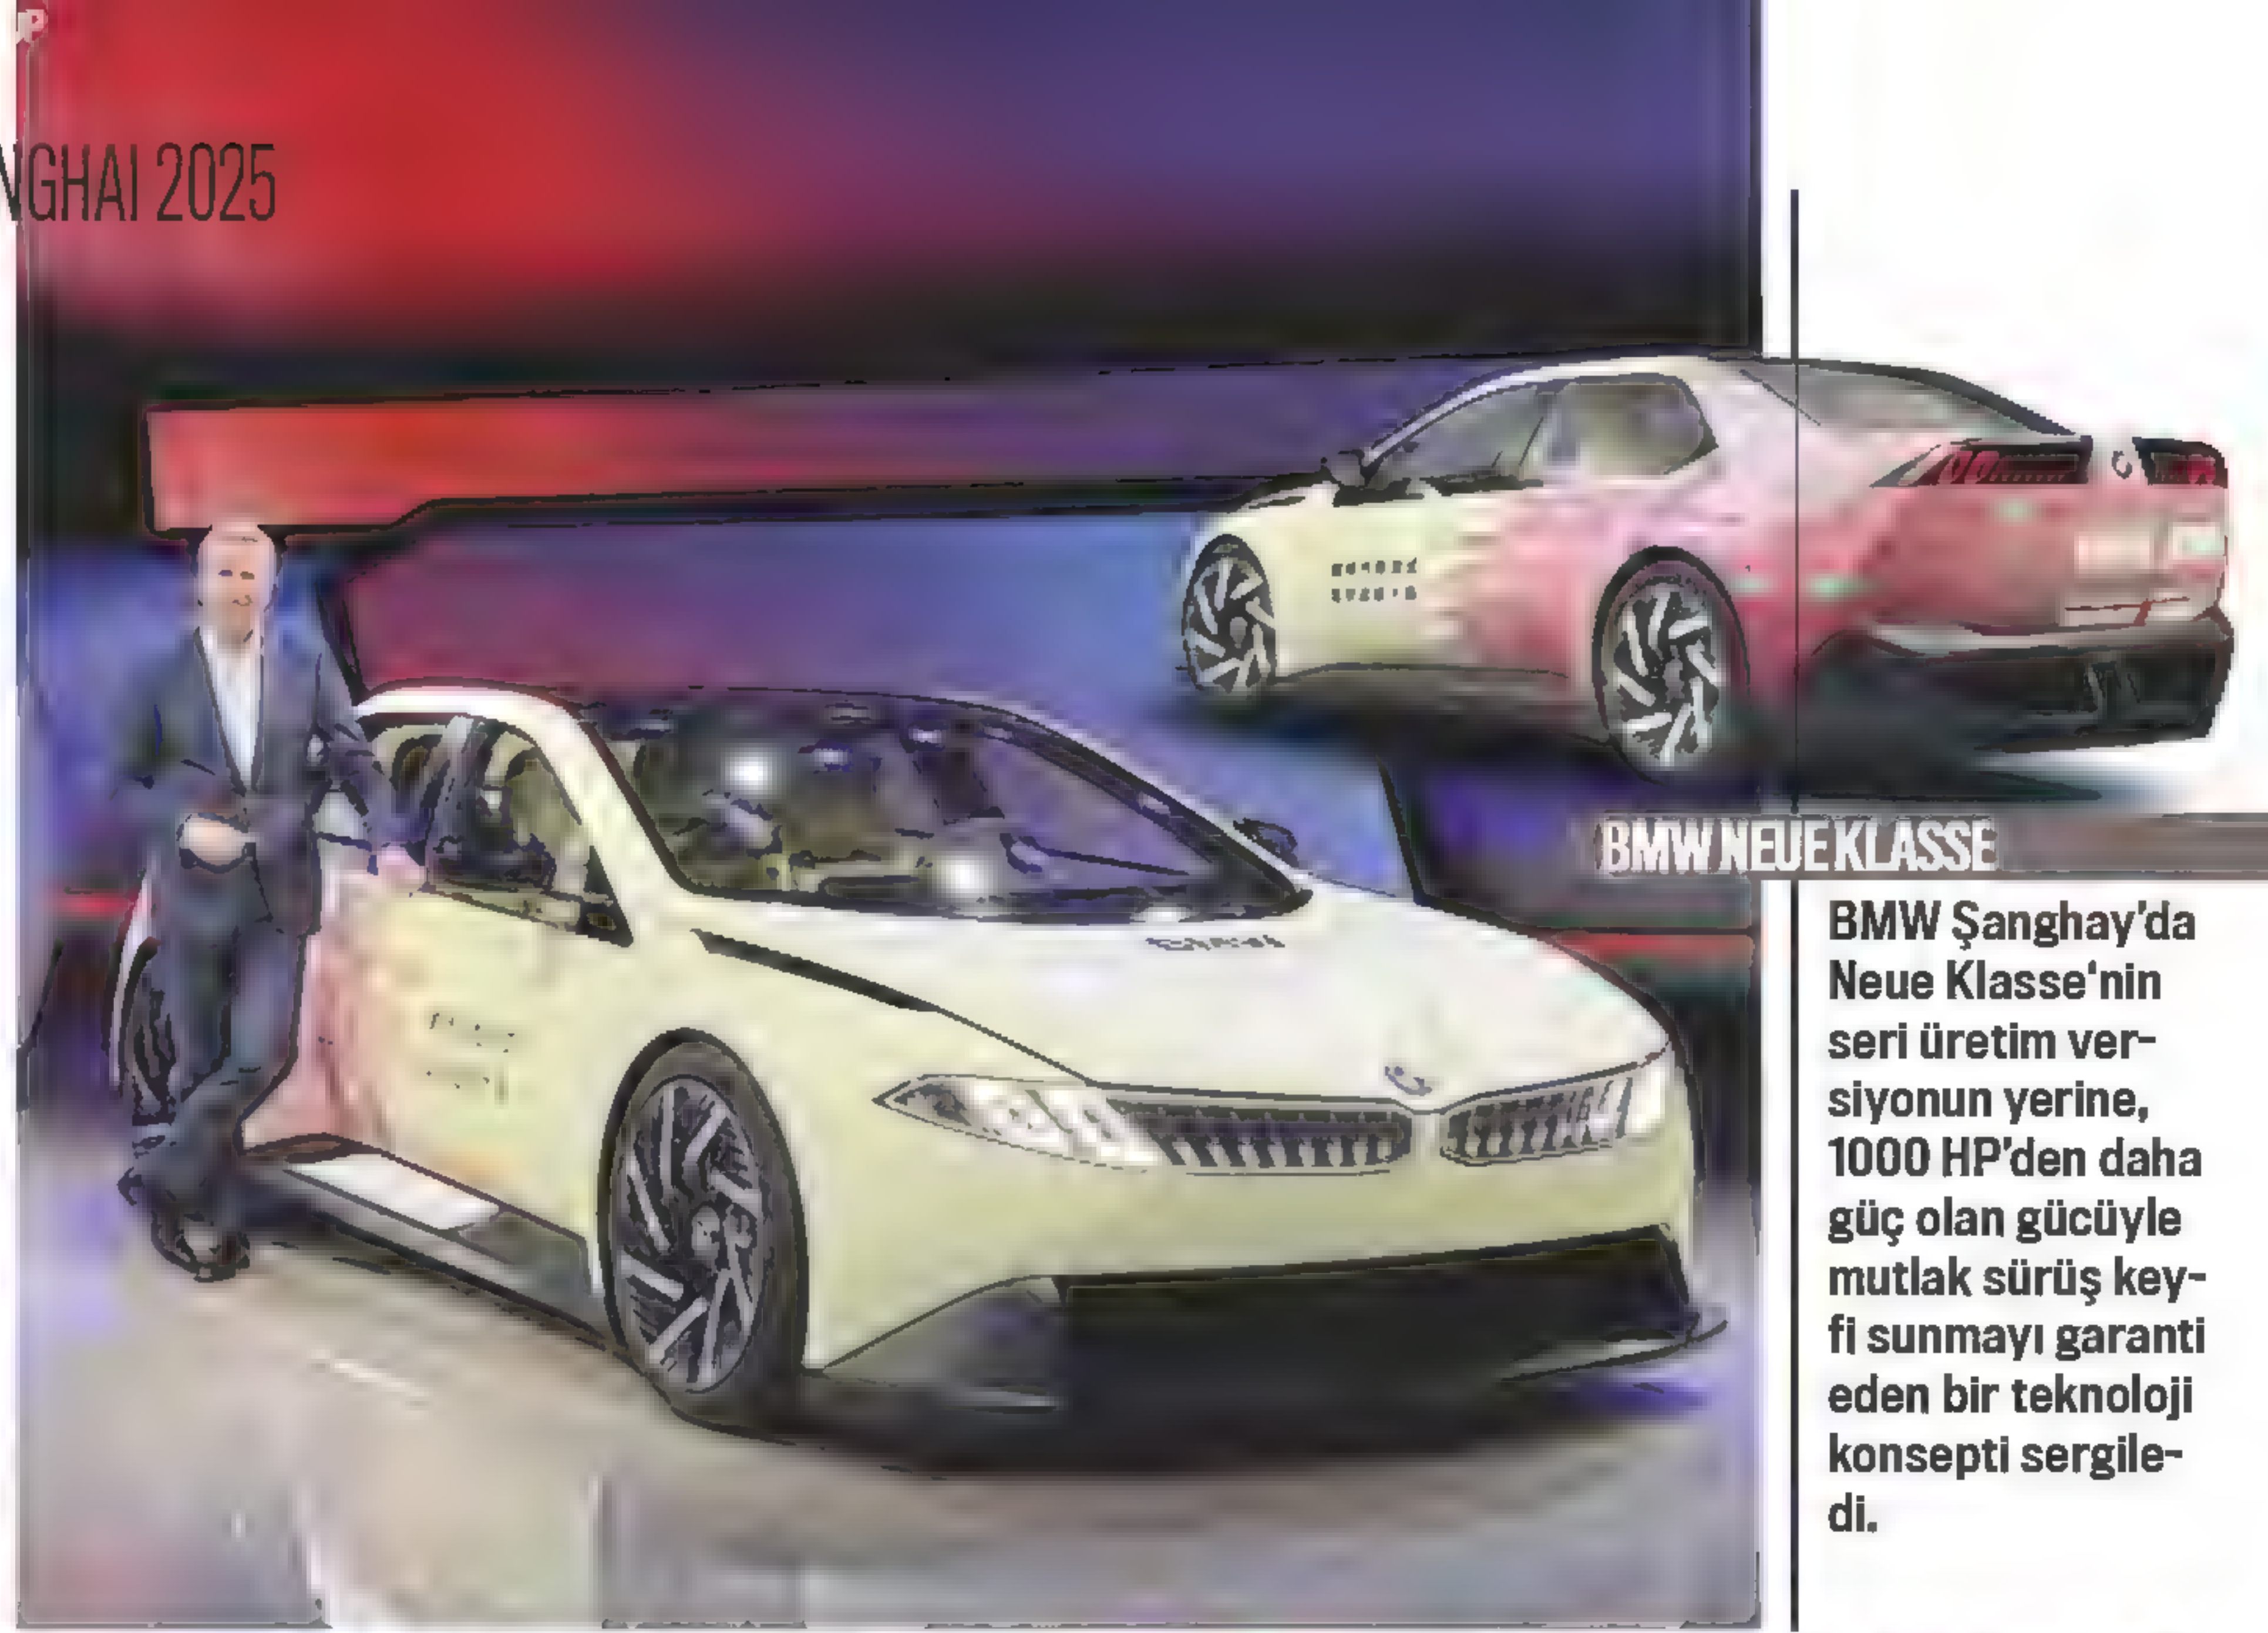 NGHAI 2025
BMW NEUE KLASSE
BMW Şanghay'da
Neue Klasse'nin
seri üretim ver-
siyonun yerine,
1000 HP'den daha
güç olan gücüyle
mutlak sürüş key-
fi sunmayı garanti
eden bir teknoloji
konsepti sergile-
di.